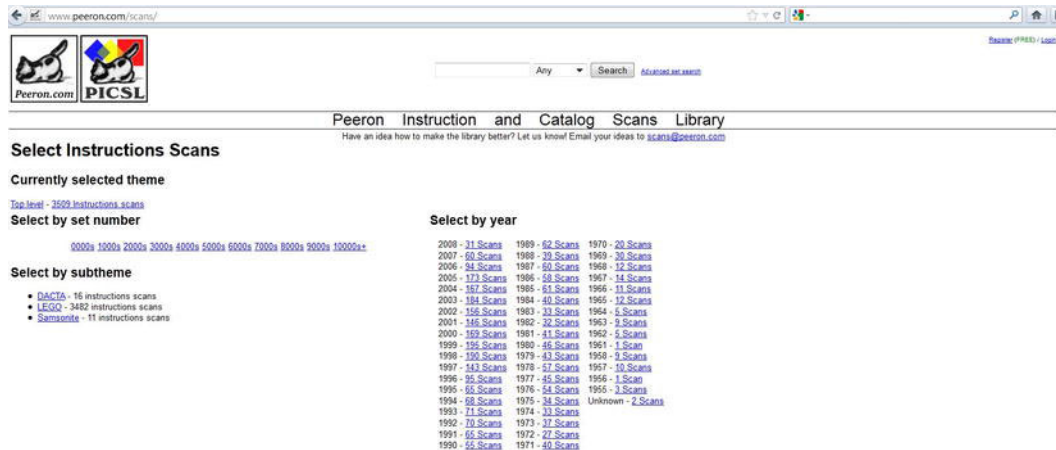 www.peeron.com/scans/
Register (FREE) / Login
Peeron.com PICSL
Any Search Advanced set search
Peeron Instruction and Catalog Scans Library
Have an idea how to make the library better? Let us know! Email your ideas to scans@peeron.com
Select Instructions Scans
Currently selected theme
Top level - 3509 Instructions scans
Select by set number
0000s 1000s 2000s 3000s 4000s 5000s 6000s 7000s 8000s 9000s 10000s+
Select by subtheme
DACTA - 16 instructions scans
LEGO - 3482 instructions scans
Samsonite - 11 instructions scans
Select by year
2008 - 31 Scans 1989 - 62 Scans 1970 - 20 Scans
2007 - 60 Scans 1988 - 39 Scans 1969 - 30 Scans
2006 - 94 Scans 1987 - 60 Scans 1968 - 12 Scans
2005 - 173 Scans 1986 - 58 Scans 1967 - 14 Scans
2004 - 167 Scans 1985 - 61 Scans 1966 - 11 Scans
2003 - 184 Scans 1984 - 40 Scans 1965 - 12 Scans
2002 - 156 Scans 1983 - 33 Scans 1964 - 5 Scans
2001 - 146 Scans 1982 - 32 Scans 1963 - 9 Scans
2000 - 169 Scans 1981 - 41 Scans 1962 - 5 Scans
1999 - 195 Scans 1980 - 46 Scans 1961 - 1 Scan
1998 - 190 Scans 1979 - 43 Scans 1958 - 9 Scans
1997 - 143 Scans 1978 - 57 Scans 1957 - 10 Scans
1996 - 95 Scans 1977 - 45 Scans 1956 - 1 Scan
1995 - 65 Scans 1976 - 54 Scans 1955 - 3 Scans
1994 - 68 Scans 1975 - 34 Scans Unknown - 2 Scans
1993 - 71 Scans 1974 - 33 Scans
1992 - 70 Scans 1973 - 37 Scans
1991 - 65 Scans 1972 - 27 Scans
1990 - 55 Scans 1971 - 40 Scans